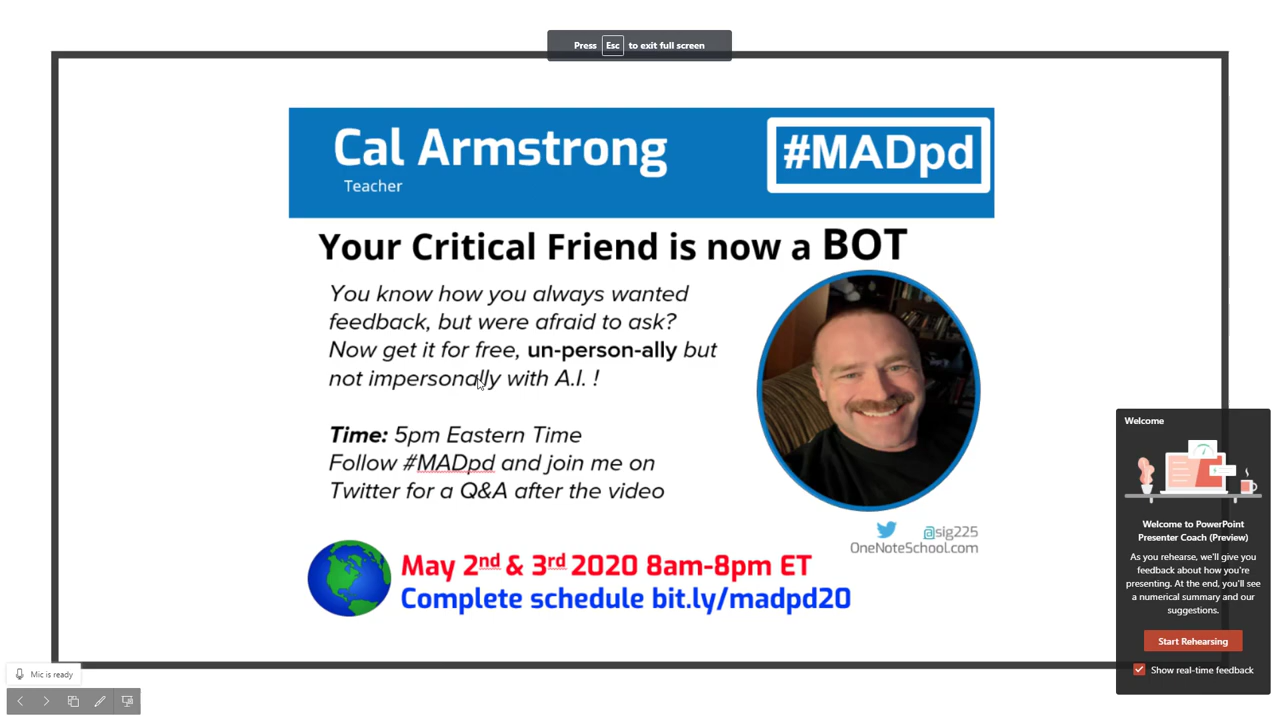 Press Esc to exit full screen
Cal Armstrong
Teacher
#MADpd
Your Critical Friend is now a BOT
You know how you always wanted
feedback, but were afraid to ask?
Now get it for free, un-person-ally but
not impersonally with A.I. !
Time: 5pm Eastern Time
Follow #MADpd and join me on
Twitter for a Q&A after the video
@sig225
OneNoteSchool.com
May 2nd & 3rd 2020 8am-8pm ET
Complete schedule bit.ly/madpd20
Welcome
Welcome to PowerPoint
Presenter Coach (Preview)
As you rehearse, we'll give you
feedback about how you're
presenting. At the end, you'll see
a numerical summary and our
suggestions.
Start Rehearsing
Show real-time feedback
Mic is ready